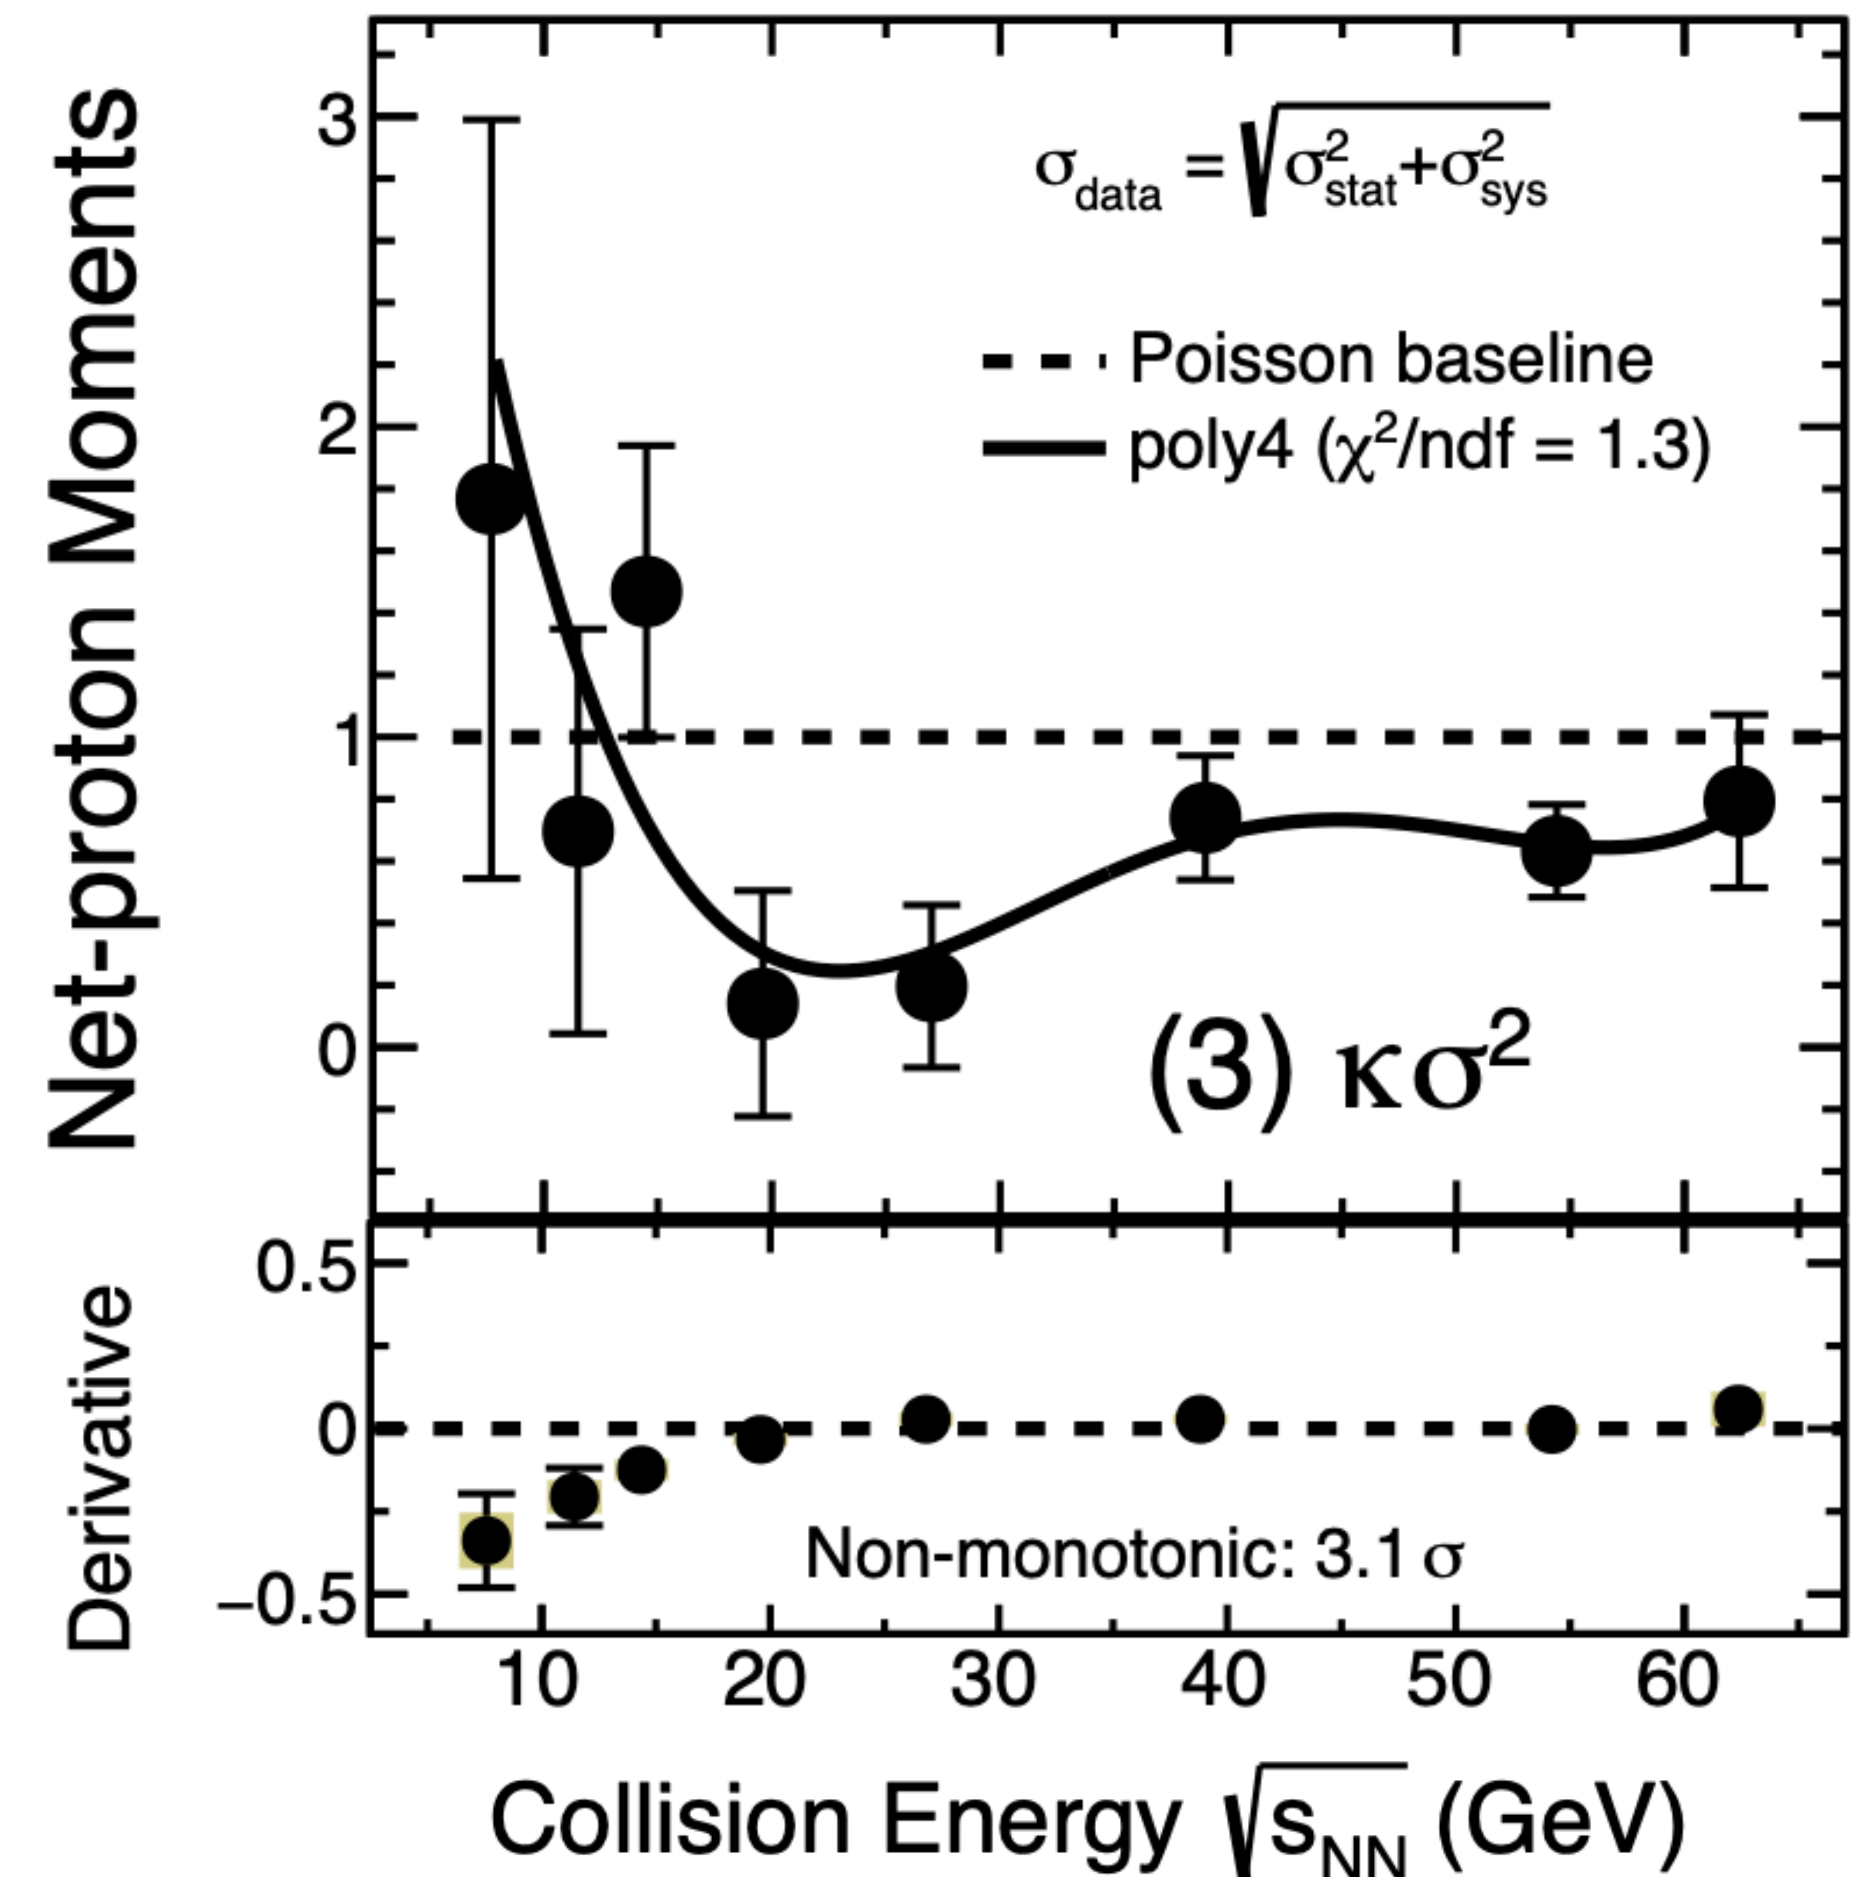 Net-proton Moments
3
2
1
0
σdata = √σ²stat+σ²sys
Poisson baseline
poly4 (χ²/ndf = 1.3)
(3) κσ²
Derivative
0.5
0
−0.5
Non-monotonic: 3.1 σ
10 20 30 40 50 60
Collision Energy √sNN (GeV)